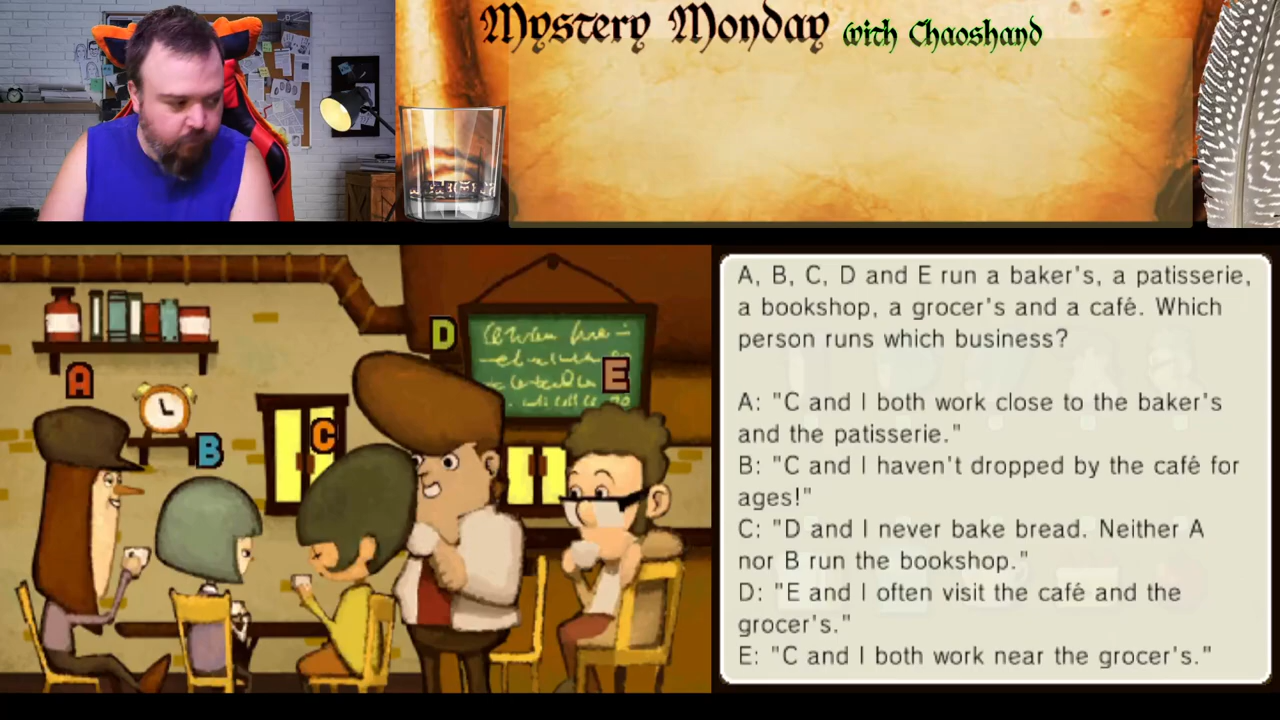 Mystery Monday with Chaoshand
A, B, C, D and E run a baker's, a patisserie,
a bookshop, a grocer's and a café. Which
person runs which business?
A: "C and I both work close to the baker's
and the patisserie."
B: "C and I haven't dropped by the café for
ages!"
C: "D and I never bake bread. Neither A
nor B run the bookshop."
D: "E and I often visit the café and the
grocer's."
E: "C and I both work near the grocer's."
A
B
C
D
E